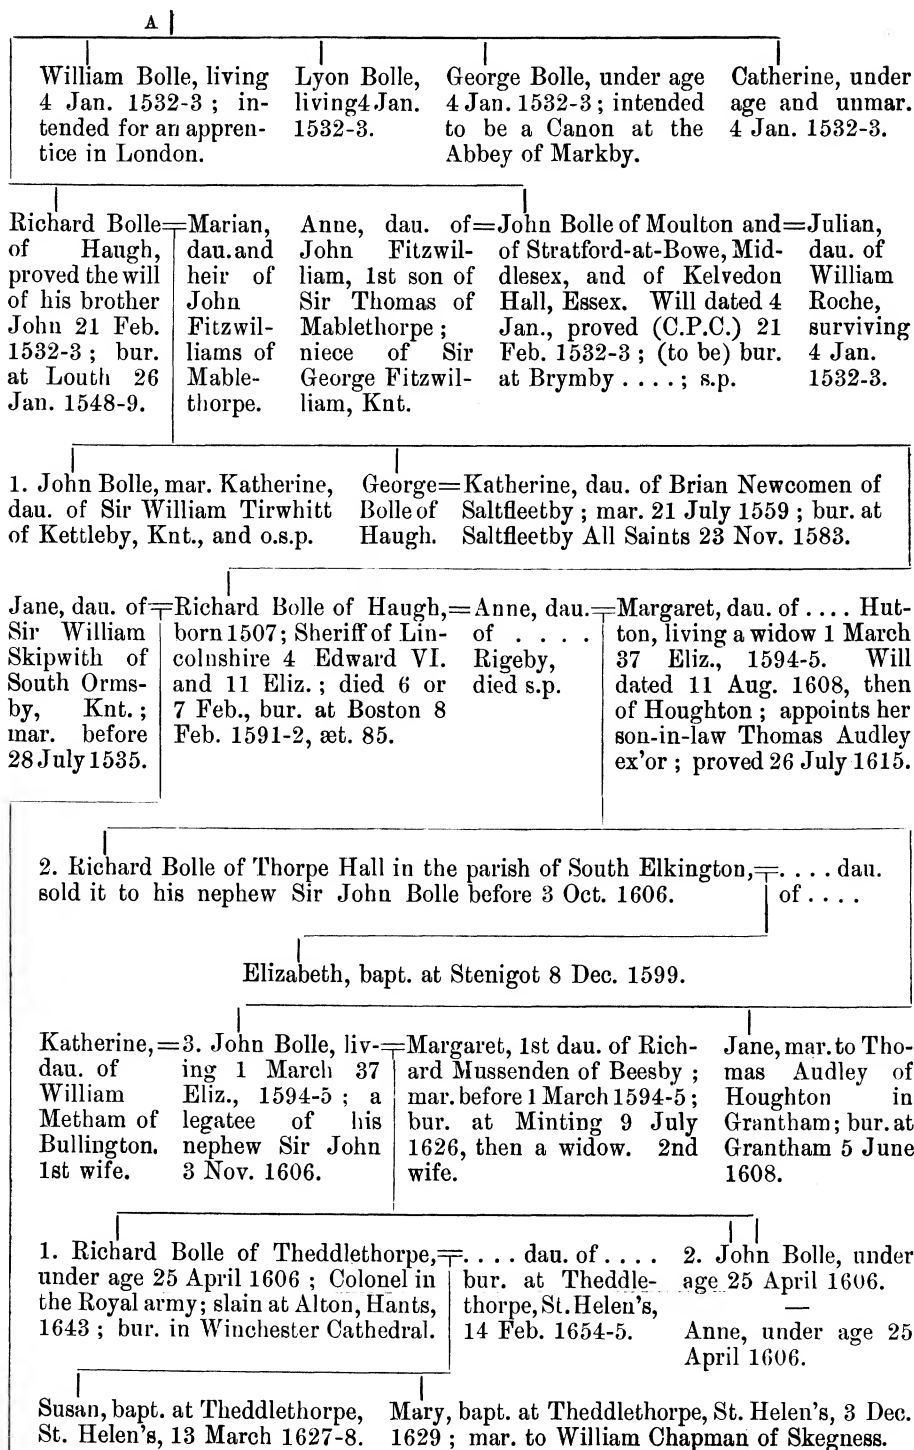 A
William Bolle, living
4 Jan. 1532-3 ; in-
tended for an appren-
tice in London.
Lyon Bolle,
living 4 Jan.
1532-3.
George Bolle, under age
4 Jan. 1532-3 ; intended
to be a Canon at the
Abbey of Markby.
Catherine, under
age and unmar.
4 Jan. 1532-3.
Richard Bolle
of Haugh,
proved the will
of his brother
John 21 Feb.
1532-3 ; bur.
at Louth 26
Jan. 1548-9.
=Marian,
dau. and
heir of
John
Fitzwil-
liams of
Mable-
thorpe.
Anne, dau. of
John Fitzwil-
liam, 1st son of
Sir Thomas of
Mablethorpe ;
niece of Sir
George Fitzwil-
liam, Knt.
=John Bolle of Moulton and
of Stratford-at-Bowe, Mid-
dlesex, and of Kelvedon
Hall, Essex. Will dated 4
Jan., proved (C.P.C.) 21
Feb. 1532-3 ; (to be) bur.
at Brymby . . . . ; s.p.
=Julian,
dau. of
William
Roche,
surviving
4 Jan.
1532-3.
1. John Bolle, mar. Katherine,
dau. of Sir William Tirwhitt
of Kettleby, Knt., and o.s.p.
George
Bolle of
Haugh.
=Katherine, dau. of Brian Newcomen of
Saltfleetby ; mar. 21 July 1559 ; bur. at
Saltfleetby All Saints 23 Nov. 1583.
Jane, dau. of
Sir William
Skipwith of
South Orms-
by, Knt. ;
mar. before
28 July 1535.
=Richard Bolle of Haugh,
born 1507 ; Sheriff of Lin-
colnshire 4 Edward VI.
and 11 Eliz. ; died 6 or
7 Feb., bur. at Boston 8
Feb. 1591-2, æt. 85.
=Anne, dau.
of . . . .
Rigeby,
died s.p.
=Margaret, dau. of . . . . Hut-
ton, living a widow 1 March
37 Eliz., 1594-5. Will
dated 11 Aug. 1608, then
of Houghton ; appoints her
son-in-law Thomas Audley
ex'or ; proved 26 July 1615.
2. Richard Bolle of Thorpe Hall in the parish of South Elkington,
sold it to his nephew Sir John Bolle before 3 Oct. 1606.
=. . . . dau.
of . . . .
Elizabeth, bapt. at Stenigot 8 Dec. 1599.
Katherine,
dau. of
William
Metham of
Bullington.
1st wife.
=3. John Bolle, liv-
ing 1 March 37
Eliz., 1594-5 ; a
legatee of his
nephew Sir John
3 Nov. 1606.
=Margaret, 1st dau. of Rich-
ard Mussenden of Beesby ;
mar. before 1 March 1594-5 ;
bur. at Minting 9 July
1626, then a widow. 2nd
wife.
Jane, mar. to Tho-
mas Audley of
Houghton in
Grantham ; bur. at
Grantham 5 June
1608.
1. Richard Bolle of Theddlethorpe,
under age 25 April 1606 ; Colonel in
the Royal army ; slain at Alton, Hants,
1643 ; bur. in Winchester Cathedral.
=. . . . dau. of . . . .
bur. at Theddle-
thorpe, St. Helen's,
14 Feb. 1654-5.
2. John Bolle, under
age 25 April 1606.
—
Anne, under age 25
April 1606.
Susan, bapt. at Theddlethorpe,
St. Helen's, 13 March 1627-8.
Mary, bapt. at Theddlethorpe, St. Helen's, 3 Dec.
1629 ; mar. to William Chapman of Skegness.